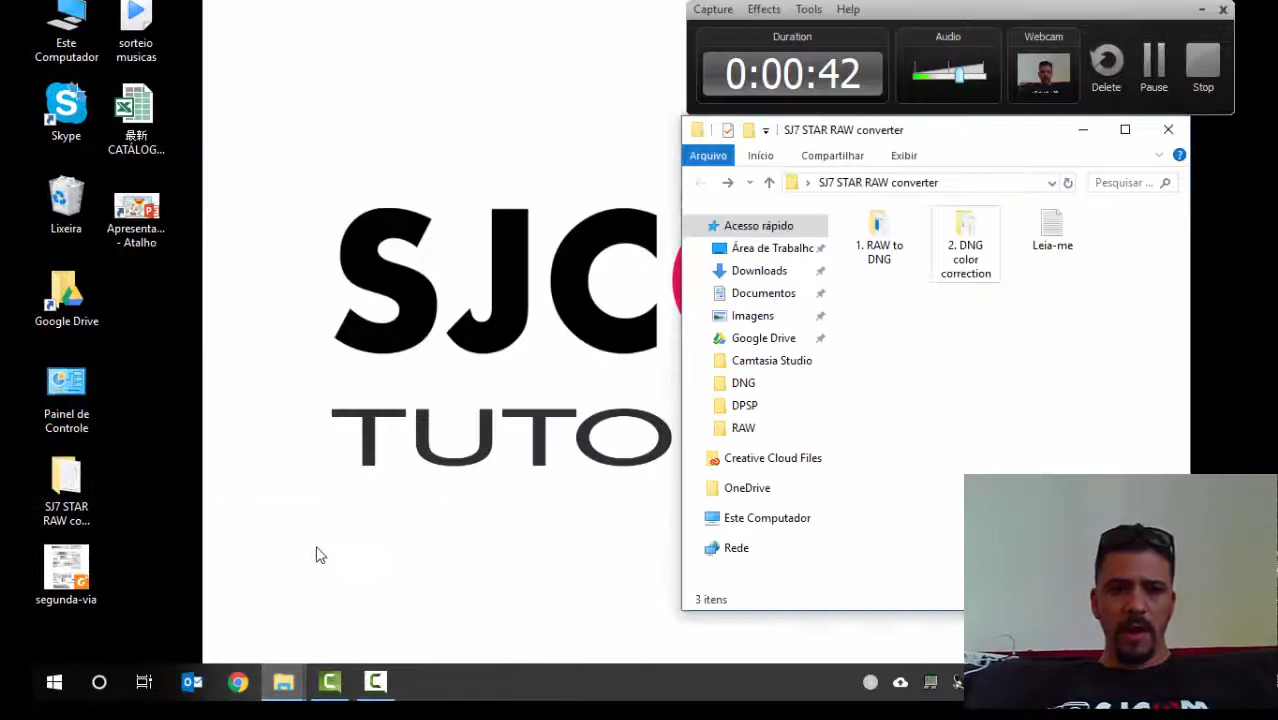 Este
Computador
sorteio
musicas
Skype
最新
CATÁLOG...
Lixeira
Apresenta...
- Atalho
Google Drive
Painel de
Controle
SJ7 STAR
RAW co...
segunda-via
SJC
TUTO
Capture Effects Tools Help
Duration
0:00:42
Audio
Webcam
Delete
Pause
Stop
SJ7 STAR RAW converter
Arquivo Início Compartilhar Exibir
SJ7 STAR RAW converter
Pesquisar ...
Acesso rápido
Área de Trabalho
Downloads
Documentos
Imagens
Google Drive
Camtasia Studio
DNG
DPSP
RAW
Creative Cloud Files
OneDrive
Este Computador
Rede
1. RAW to
DNG
2. DNG
color
correction
Leia-me
3 itens
SJCAM